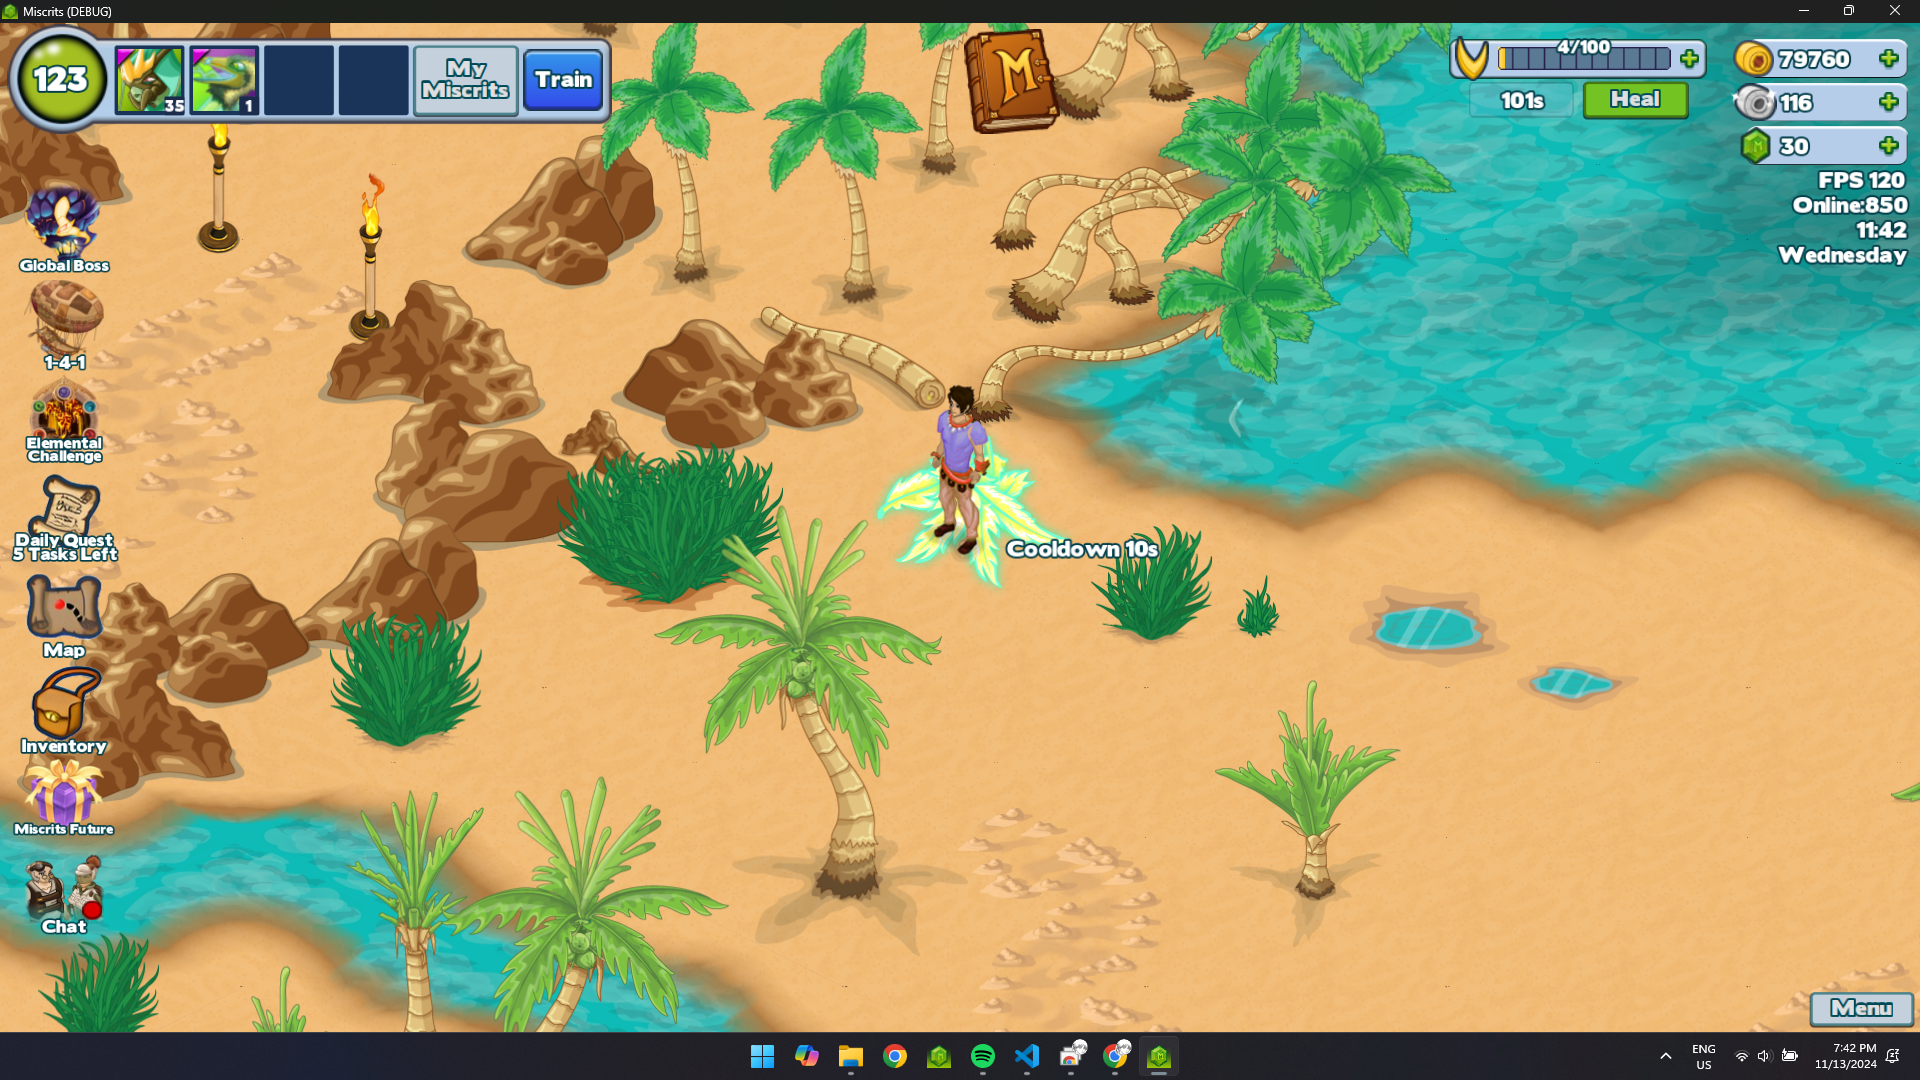 Miscrits (DEBUG)
123
35
1
My
Miscrits
Train
M
4/100
101s
Heal
79760
116
30
FPS 120
Online:850
11:42
Wednesday
Global Boss
1-4-1
Elemental
Challenge
Daily Quest
5 Tasks Left
Map
Inventory
Miscrits Future
Chat
Cooldown 10s
Menu
ENG
US
7:42 PM
11/13/2024